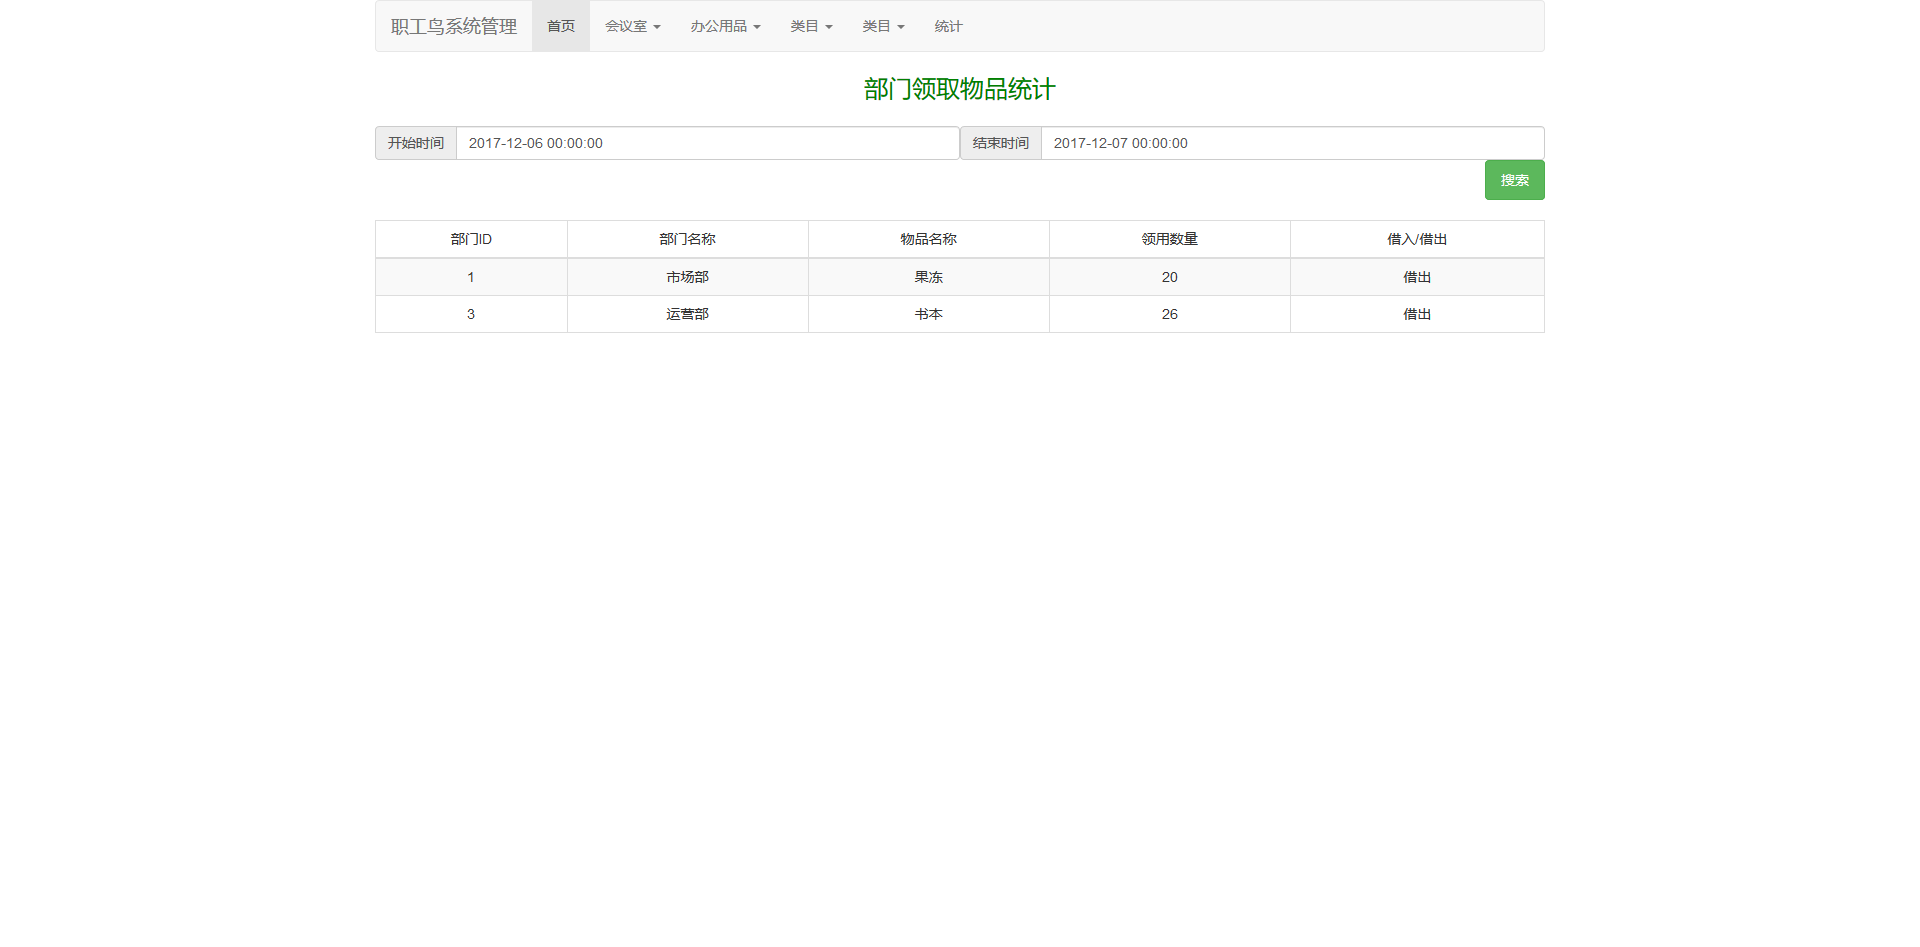 职工鸟系统管理 首页 会议室 办公用品 类目 类目 统计
部门领取物品统计
开始时间 2017-12-06 00:00:00 结束时间 2017-12-07 00:00:00
搜索
部门ID 部门名称 物品名称 领用数量 借入/借出
1 市场部 果冻 20 借出
3 运营部 书本 26 借出